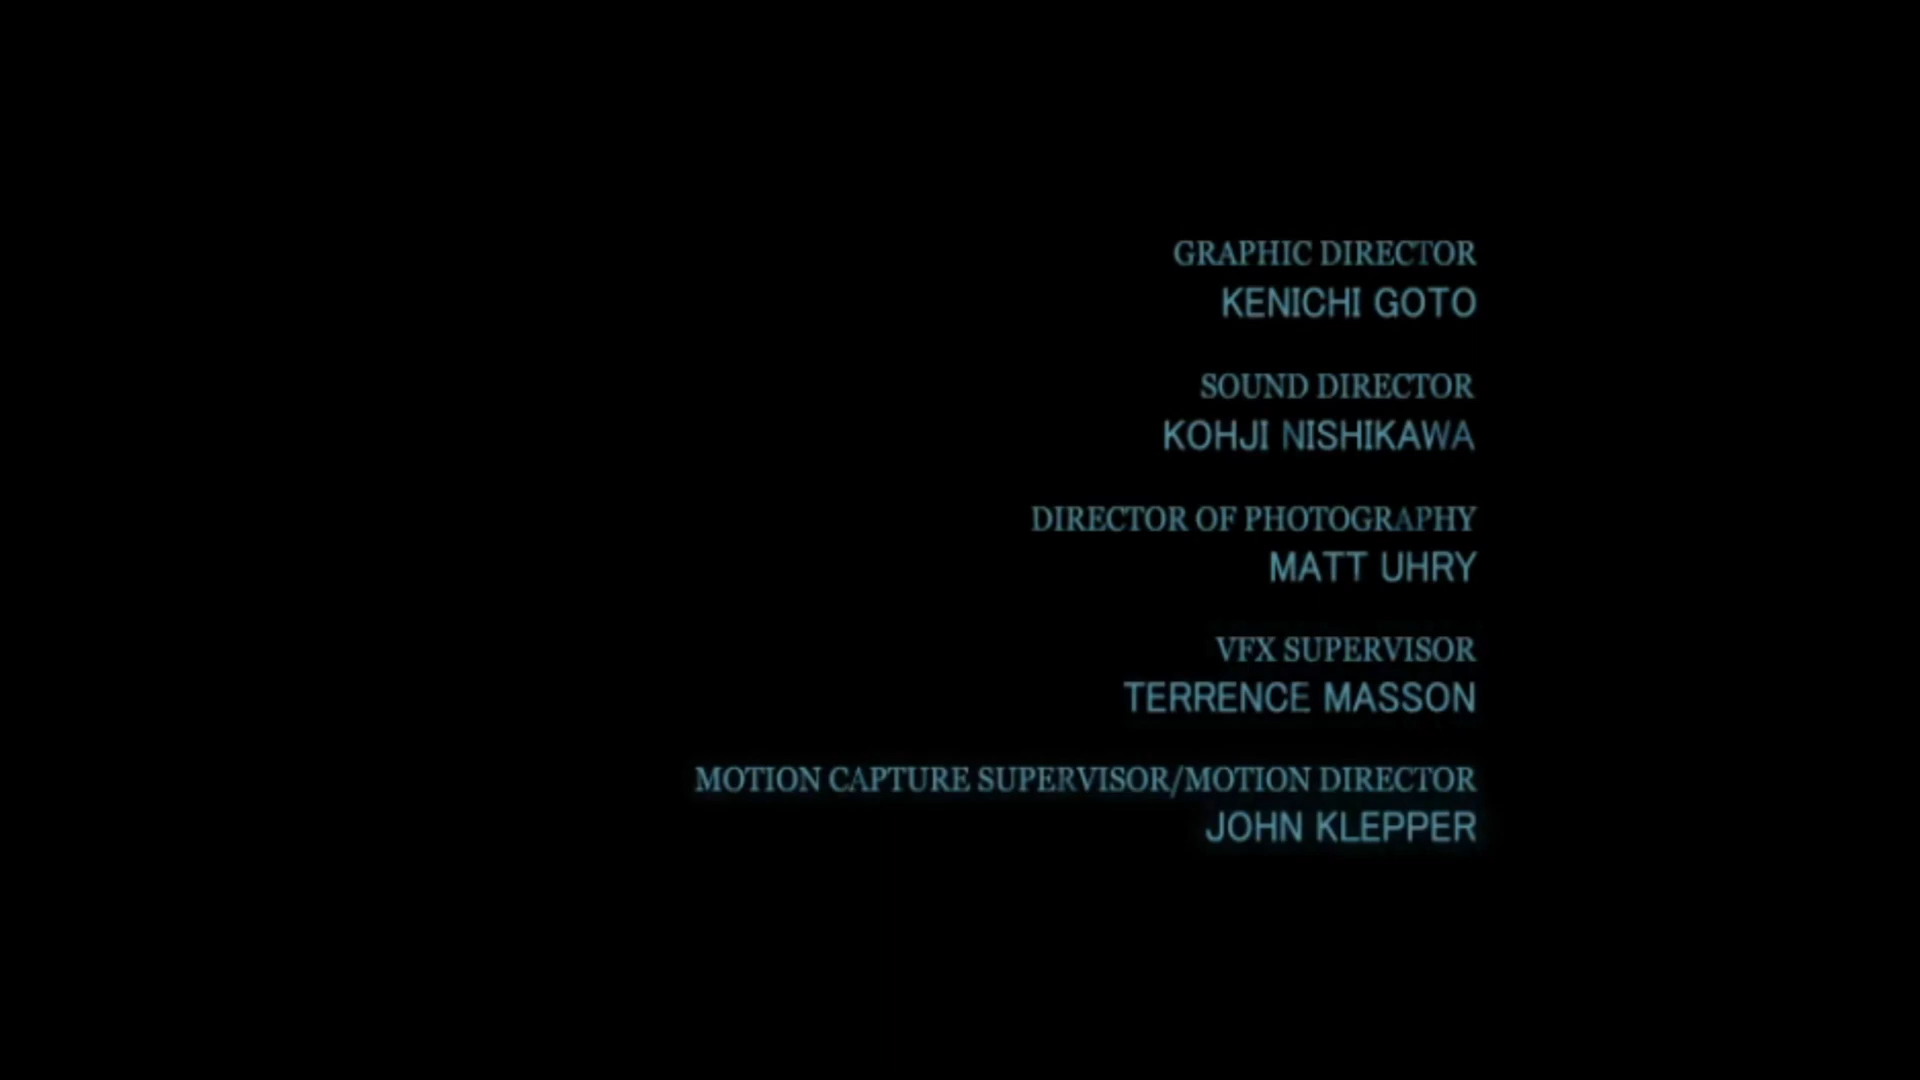 GRAPHIC DIRECTOR
KENICHI GOTO
SOUND DIRECTOR
KOHJI NISHIKAWA
DIRECTOR OF PHOTOGRAPHY
MATT UHRY
VFX SUPERVISOR
TERRENCE MASSON
MOTION CAPTURE SUPERVISOR/MOTION DIRECTOR
JOHN KLEPPER